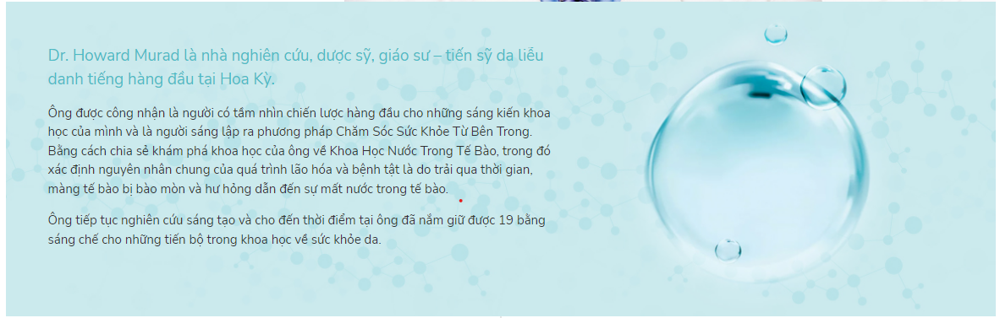 Dr. Howard Murad là nhà nghiên cứu, dược sỹ, giáo sư – tiến sỹ da liễu
danh tiếng hàng đầu tại Hoa Kỳ.
Ông được công nhận là người có tầm nhìn chiến lược hàng đầu cho những sáng kiến khoa
học của mình và là người sáng lập ra phương pháp Chăm Sóc Sức Khỏe Từ Bên Trong.
Bằng cách chia sẻ khám phá khoa học của ông về Khoa Học Nước Trong Tế Bào, trong đó
xác định nguyên nhân chung của quá trình lão hóa và bệnh tật là do trải qua thời gian,
màng tế bào bị bào mòn và hư hỏng dẫn đến sự mất nước trong tế bào.
Ông tiếp tục nghiên cứu sáng tạo và cho đến thời điểm tại ông đã nắm giữ được 19 bằng
sáng chế cho những tiến bộ trong khoa học về sức khỏe da.